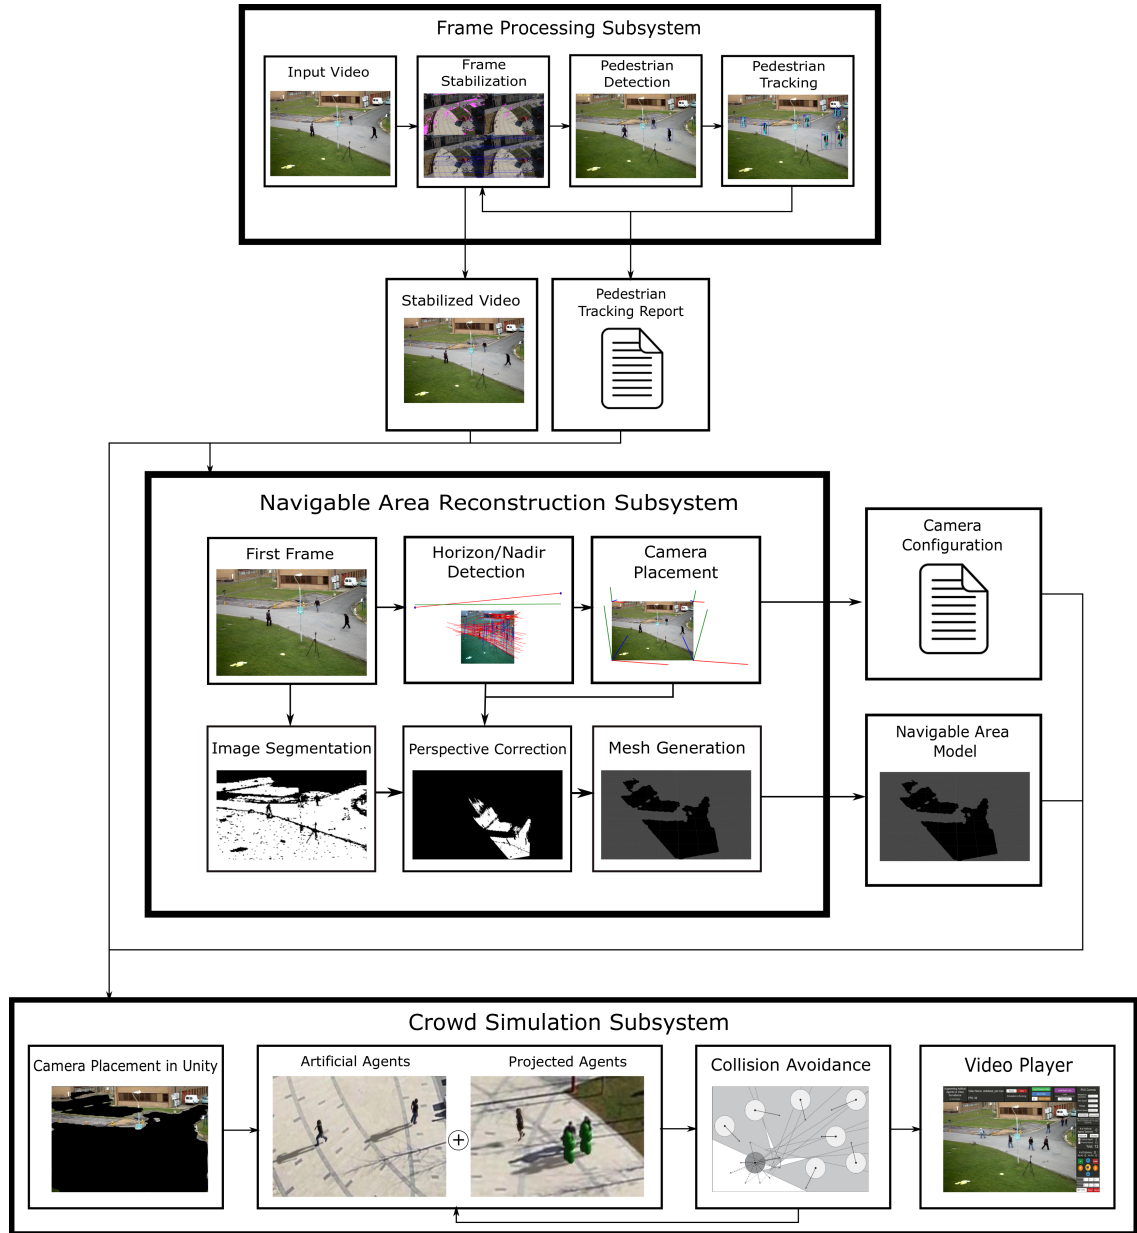 Frame Processing Subsystem
Input Video
Frame
Stabilization
Pedestrian
Detection
Pedestrian
Tracking
Stabilized Video
Pedestrian
Tracking Report
Navigable Area Reconstruction Subsystem
First Frame
Horizon/Nadir
Detection
Camera
Placement
Camera
Configuration
Image Segmentation
Perspective Correction
Mesh Generation
Navigable Area
Model
Crowd Simulation Subsystem
Camera Placement in Unity
Artificial Agents
Projected Agents
Collision Avoidance
Video Player